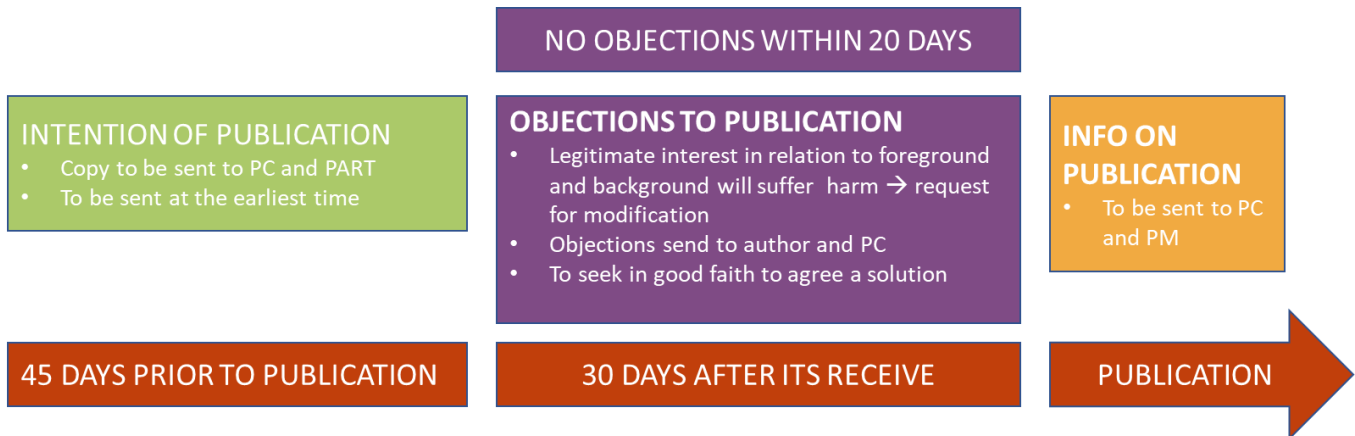 NO OBJECTIONS WITHIN 20 DAYS
INTENTION OF PUBLICATION
• Copy to be sent to PC and PART
• To be sent at the earliest time
OBJECTIONS TO PUBLICATION
• Legitimate interest in relation to foreground
and background will suffer harm → request
for modification
• Objections send to author and PC
• To seek in good faith to agree a solution
INFO ON
PUBLICATION
• To be sent to PC
and PM
45 DAYS PRIOR TO PUBLICATION
30 DAYS AFTER ITS RECEIVE
PUBLICATION